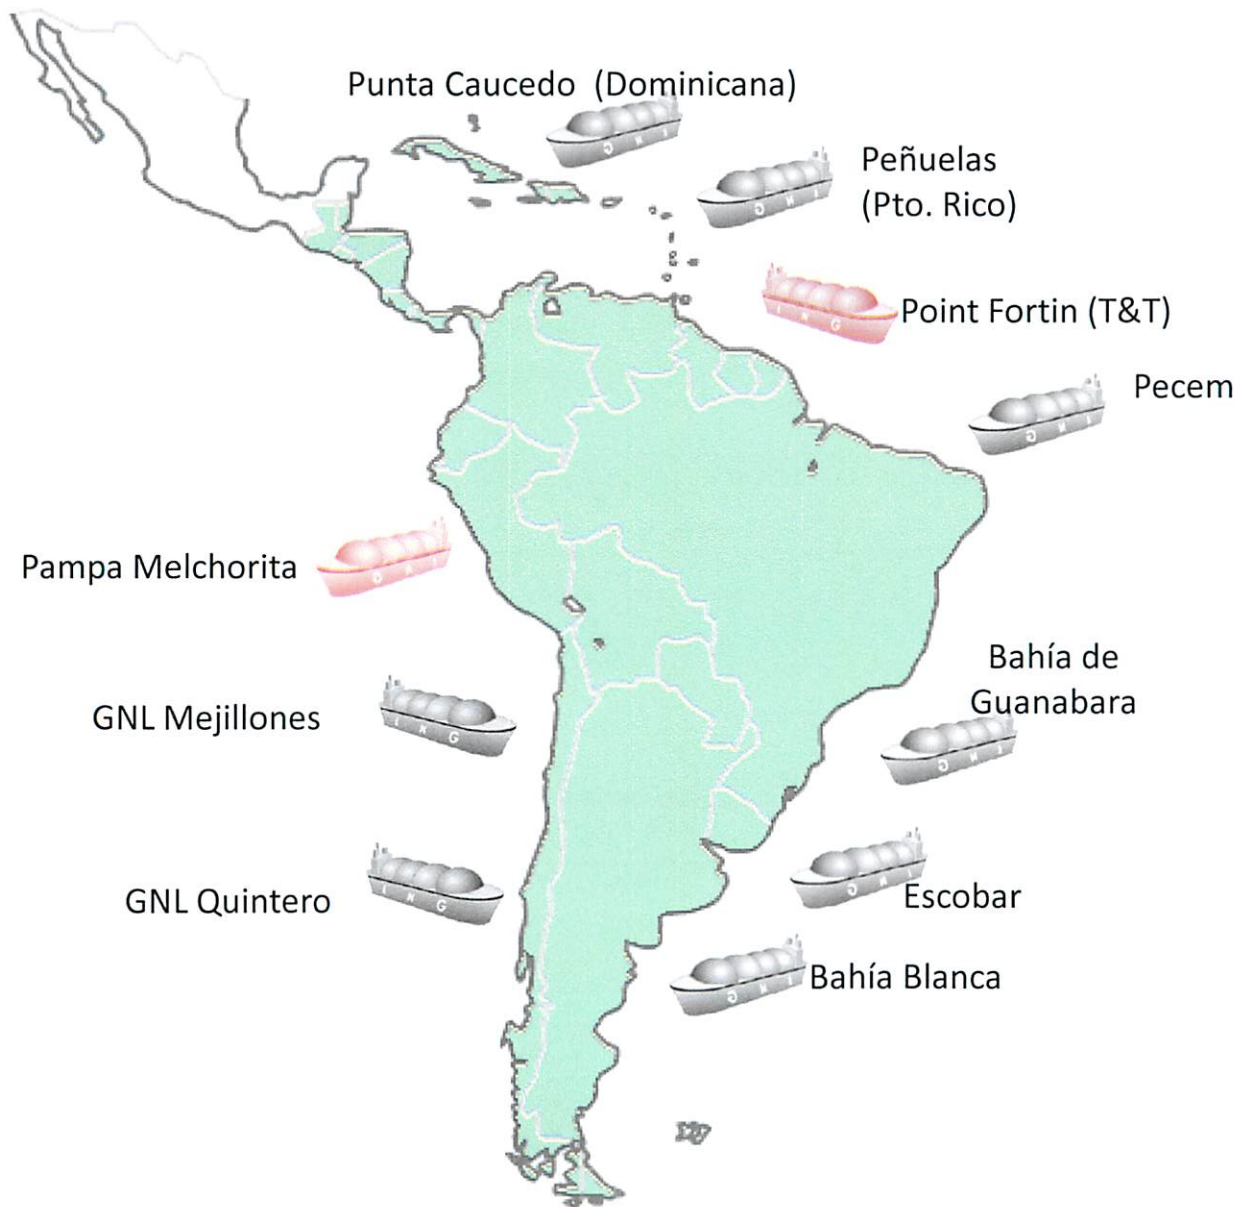 Punta Caucedo (Dominicana)
Peñuelas
(Pto. Rico)
Point Fortin (T&T)
Pecem
Pampa Melchorita
Bahía de
Guanabara
GNL Mejillones
GNL Quintero
Escobar
Bahía Blanca